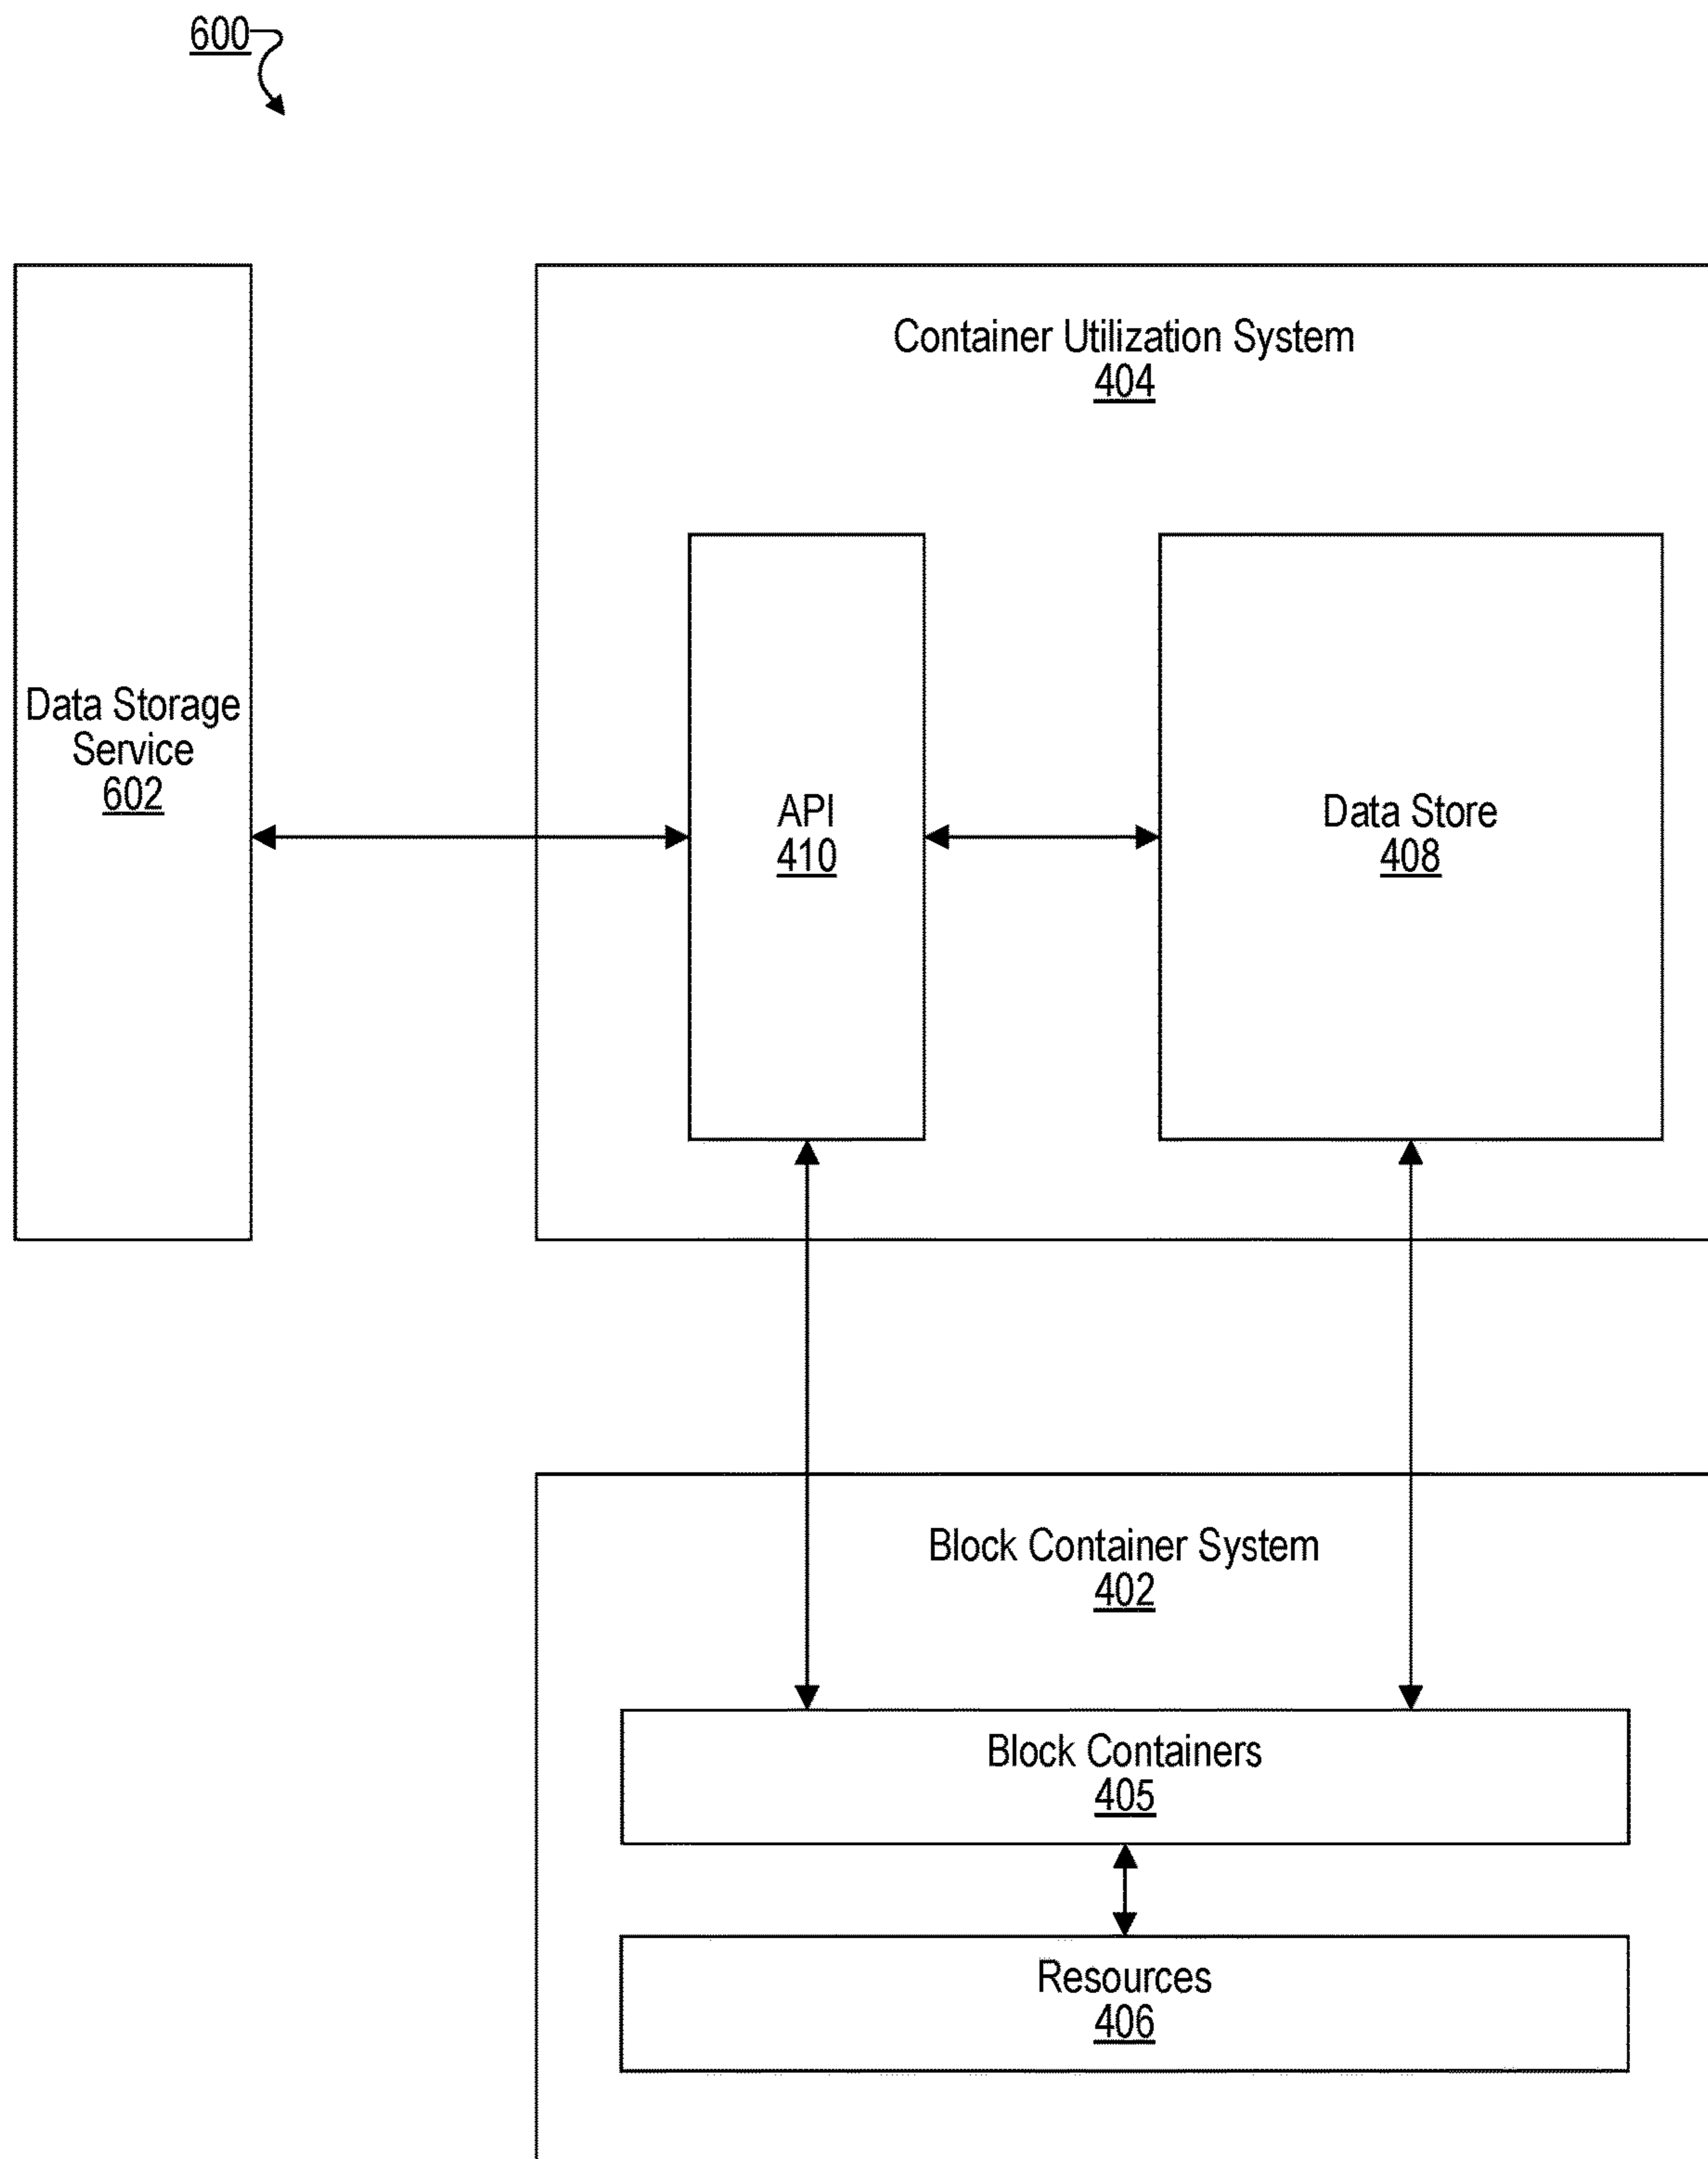 600
Container Utilization System
404
Data Storage
Service
602
API
410
Data Store
408
Block Container System
402
Block Containers
405
Resources
406